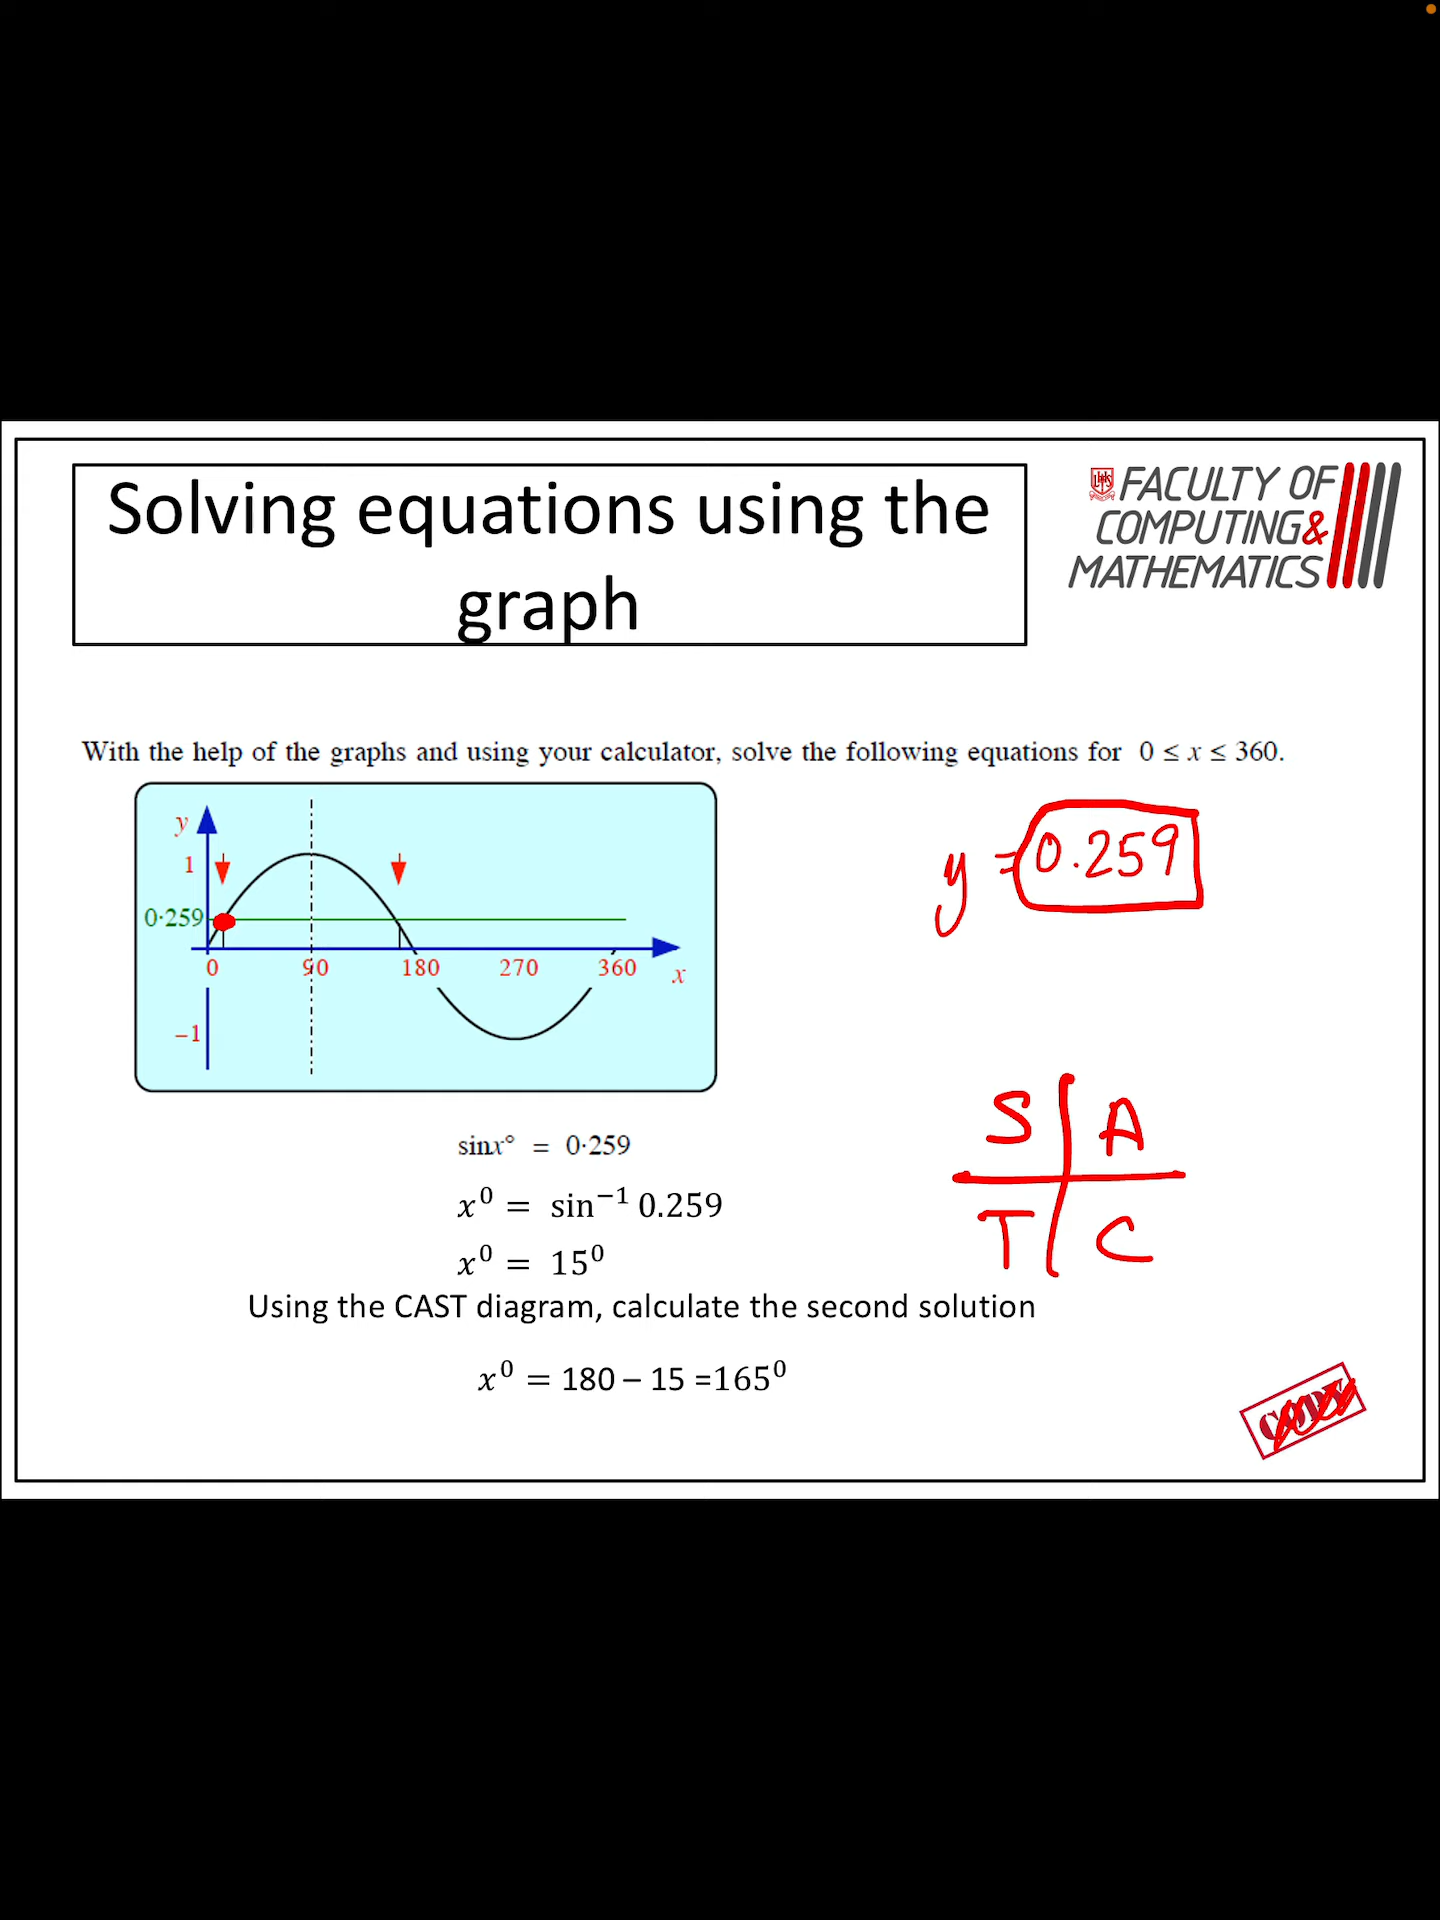 Solving equations using the
graph
FACULTY OF
COMPUTING&
MATHEMATICS
With the help of the graphs and using your calculator, solve the following equations for 0 ≤ x ≤ 360.
y
1
0·259
0 90 180 270 360 x
–1
y = 0.259
S A
T C
sinx° = 0·259
x⁰ = sin⁻¹ 0.259
x⁰ = 15⁰
Using the CAST diagram, calculate the second solution
x⁰ = 180 – 15 =165⁰